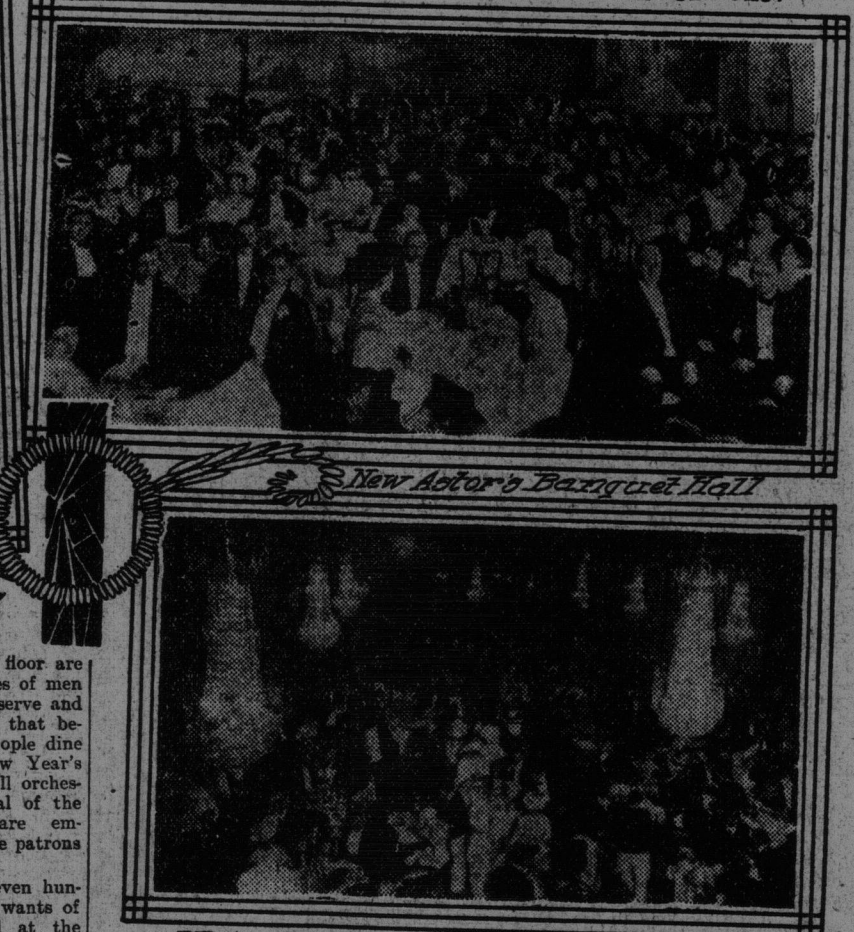 New Astor's Banquet Hall
floor are
es of men
serve and
that be-
ople dine
w Year's
ll orches-
al of the
are em-
e patrons
even hun-
wants of
at the